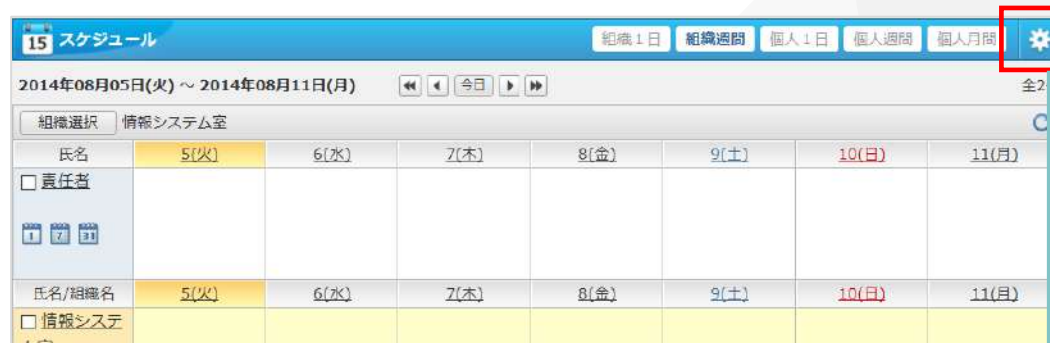 15 スケジュール 組織1日 組織週間 個人1日 個人週間 個人月間
2014年08月05日(火) ～ 2014年08月11日(月) 今日 全2
組織選択 情報システム室
氏名 5(火) 6(水) 7(木) 8(金) 9(土) 10(日) 11(月)
責任者
1 7 31
氏名/組織名 5(火) 6(水) 7(木) 8(金) 9(土) 10(日) 11(月)
情報システ